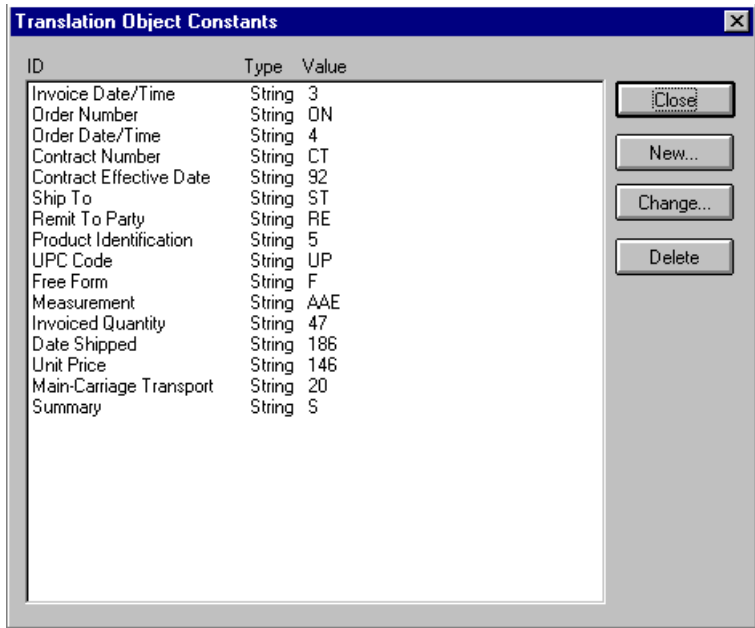 Translation Object Constants
ID Type Value
Invoice Date/Time String 3
Order Number String ON
Order Date/Time String 4
Contract Number String CT
Contract Effective Date String 92
Ship To String ST
Remit To Party String RE
Product Identification String 5
UPC Code String UP
Free Form String F
Measurement String AAE
Invoiced Quantity String 47
Date Shipped String 186
Unit Price String 146
Main-Carriage Transport String 20
Summary String S
Close
New...
Change...
Delete